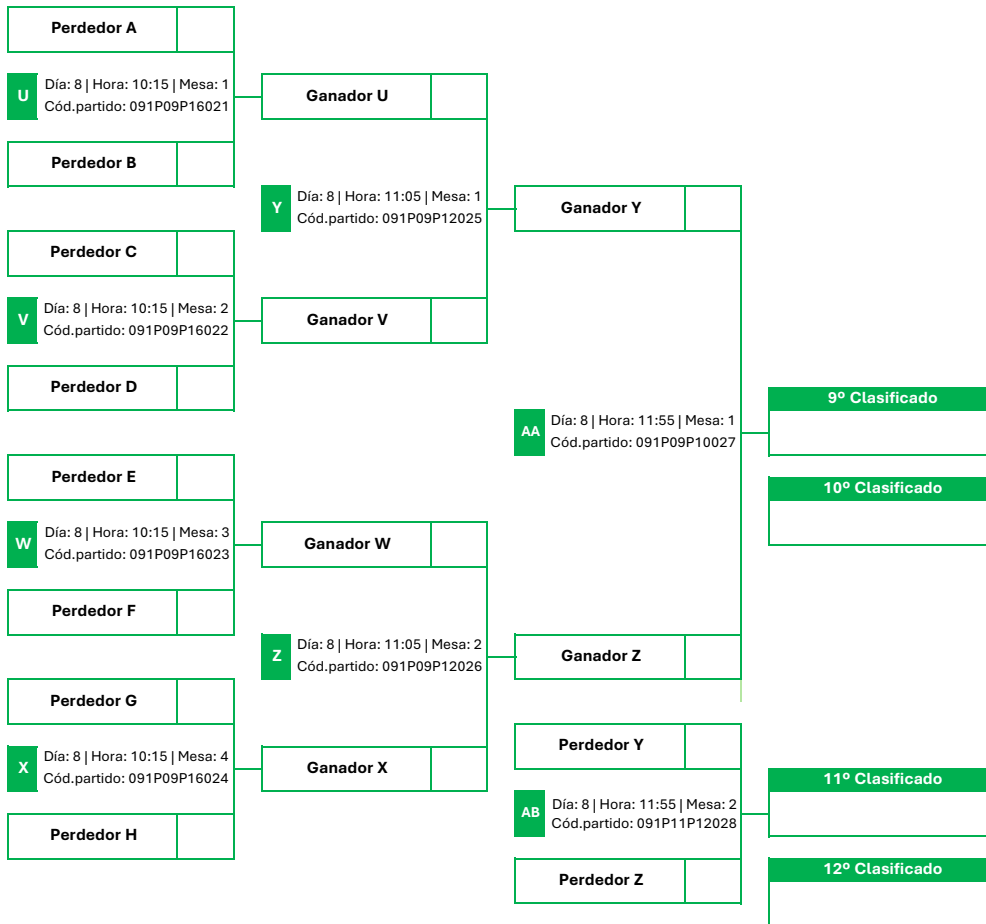 Perdedor A
U
Día: 8 | Hora: 10:15 | Mesa: 1
Cód.partido: 091P09P16021
Perdedor B
Ganador U
Y
Día: 8 | Hora: 11:05 | Mesa: 1
Cód.partido: 091P09P12025
Ganador Y
Perdedor C
V
Día: 8 | Hora: 10:15 | Mesa: 2
Cód.partido: 091P09P16022
Perdedor D
Ganador V
AA
Día: 8 | Hora: 11:55 | Mesa: 1
Cód.partido: 091P09P10027
9º Clasificado
10º Clasificado
Perdedor E
W
Día: 8 | Hora: 10:15 | Mesa: 3
Cód.partido: 091P09P16023
Perdedor F
Ganador W
Z
Día: 8 | Hora: 11:05 | Mesa: 2
Cód.partido: 091P09P12026
Ganador Z
Perdedor G
X
Día: 8 | Hora: 10:15 | Mesa: 4
Cód.partido: 091P09P16024
Perdedor H
Ganador X
Perdedor Y
AB
Día: 8 | Hora: 11:55 | Mesa: 2
Cód.partido: 091P11P12028
Perdedor Z
11º Clasificado
12º Clasificado